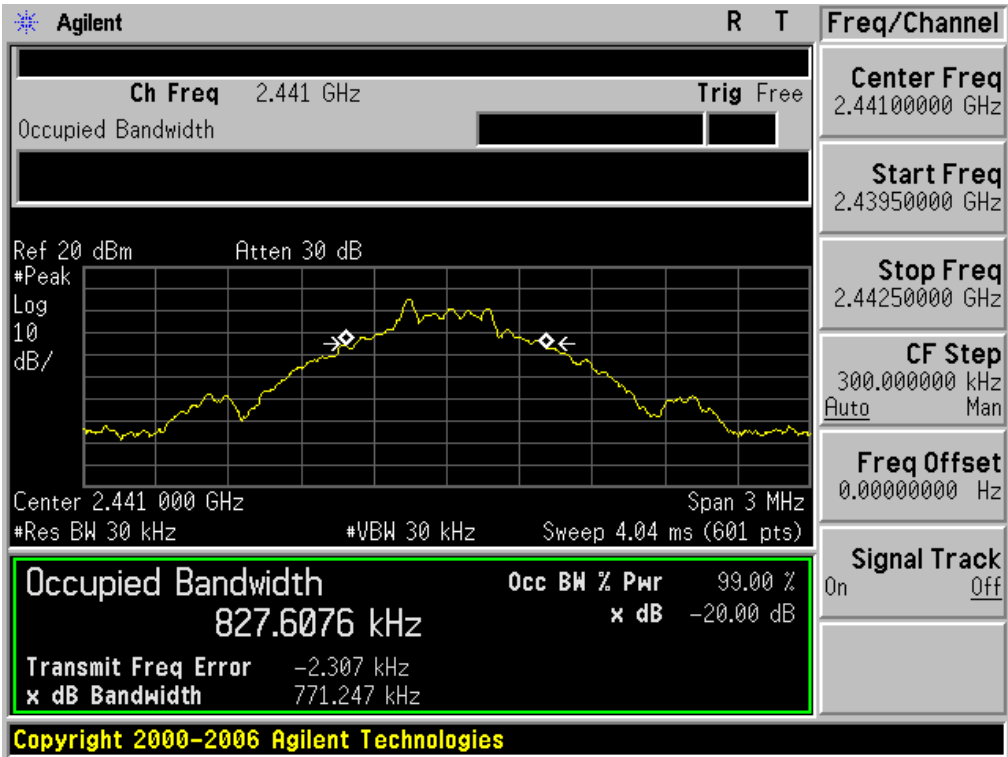 Agilent R T
Ch Freq 2.441 GHz Trig Free
Occupied Bandwidth
Ref 20 dBm Atten 30 dB
#Peak
Log
10
dB/
Center 2.441 000 GHz Span 3 MHz
#Res BW 30 kHz #VBW 30 kHz Sweep 4.04 ms (601 pts)
Occupied Bandwidth Occ BW % Pwr 99.00 %
827.6076 kHz x dB -20.00 dB
Transmit Freq Error -2.307 kHz
x dB Bandwidth 771.247 kHz
Copyright 2000-2006 Agilent Technologies
Freq/Channel
Center Freq
2.44100000 GHz
Start Freq
2.43950000 GHz
Stop Freq
2.44250000 GHz
CF Step
300.000000 kHz
Auto Man
Freq Offset
0.00000000 Hz
Signal Track
On Off